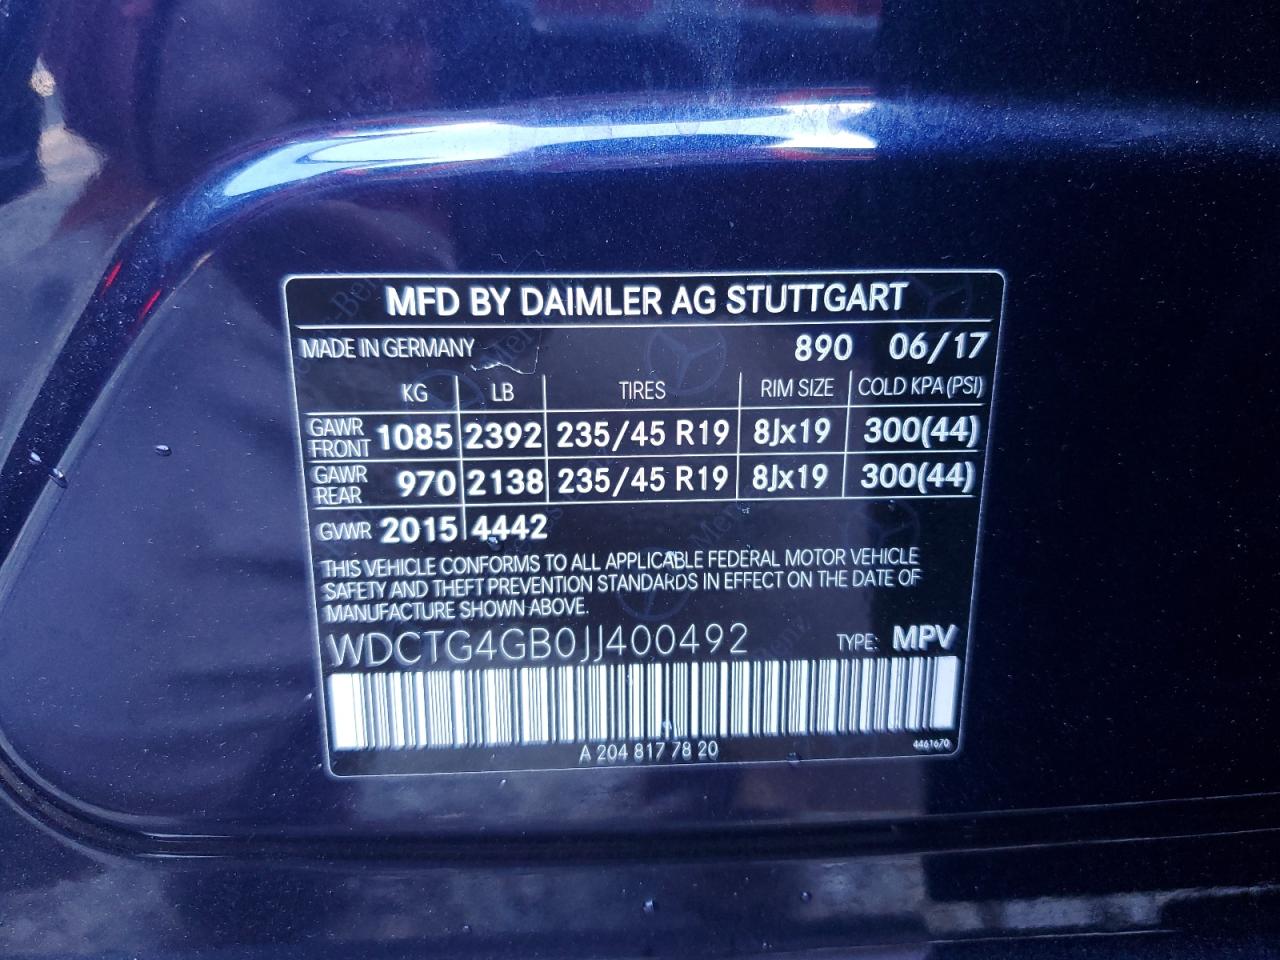 MFD BY DAIMLER AG STUTTGART
MADE IN GERMANY 890 06/17
KG LB TIRES RIM SIZE COLD KPA (PSI)
GAWR FRONT 1085 2392 235/45 R19 8Jx19 300(44)
GAWR REAR 970 2138 235/45 R19 8Jx19 300(44)
GVWR 2015 4442
THIS VEHICLE CONFORMS TO ALL APPLICABLE FEDERAL MOTOR VEHICLE
SAFETY AND THEFT PREVENTION STANDARDS IN EFFECT ON THE DATE OF
MANUFACTURE SHOWN ABOVE.
WDCTG4GB0JJ400492 TYPE: MPV
A 204 817 78 20 4461670